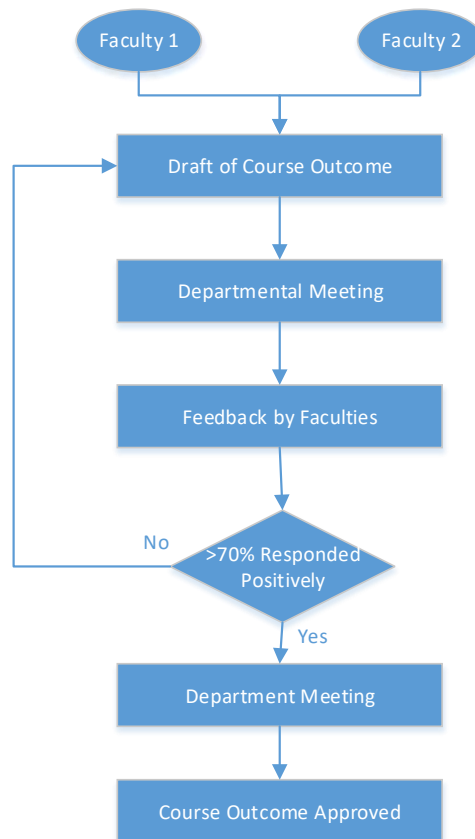 Faculty 1
Faculty 2
Draft of Course Outcome
Departmental Meeting
Feedback by Faculties
>70% Responded
Positively
No
Yes
Department Meeting
Course Outcome Approved